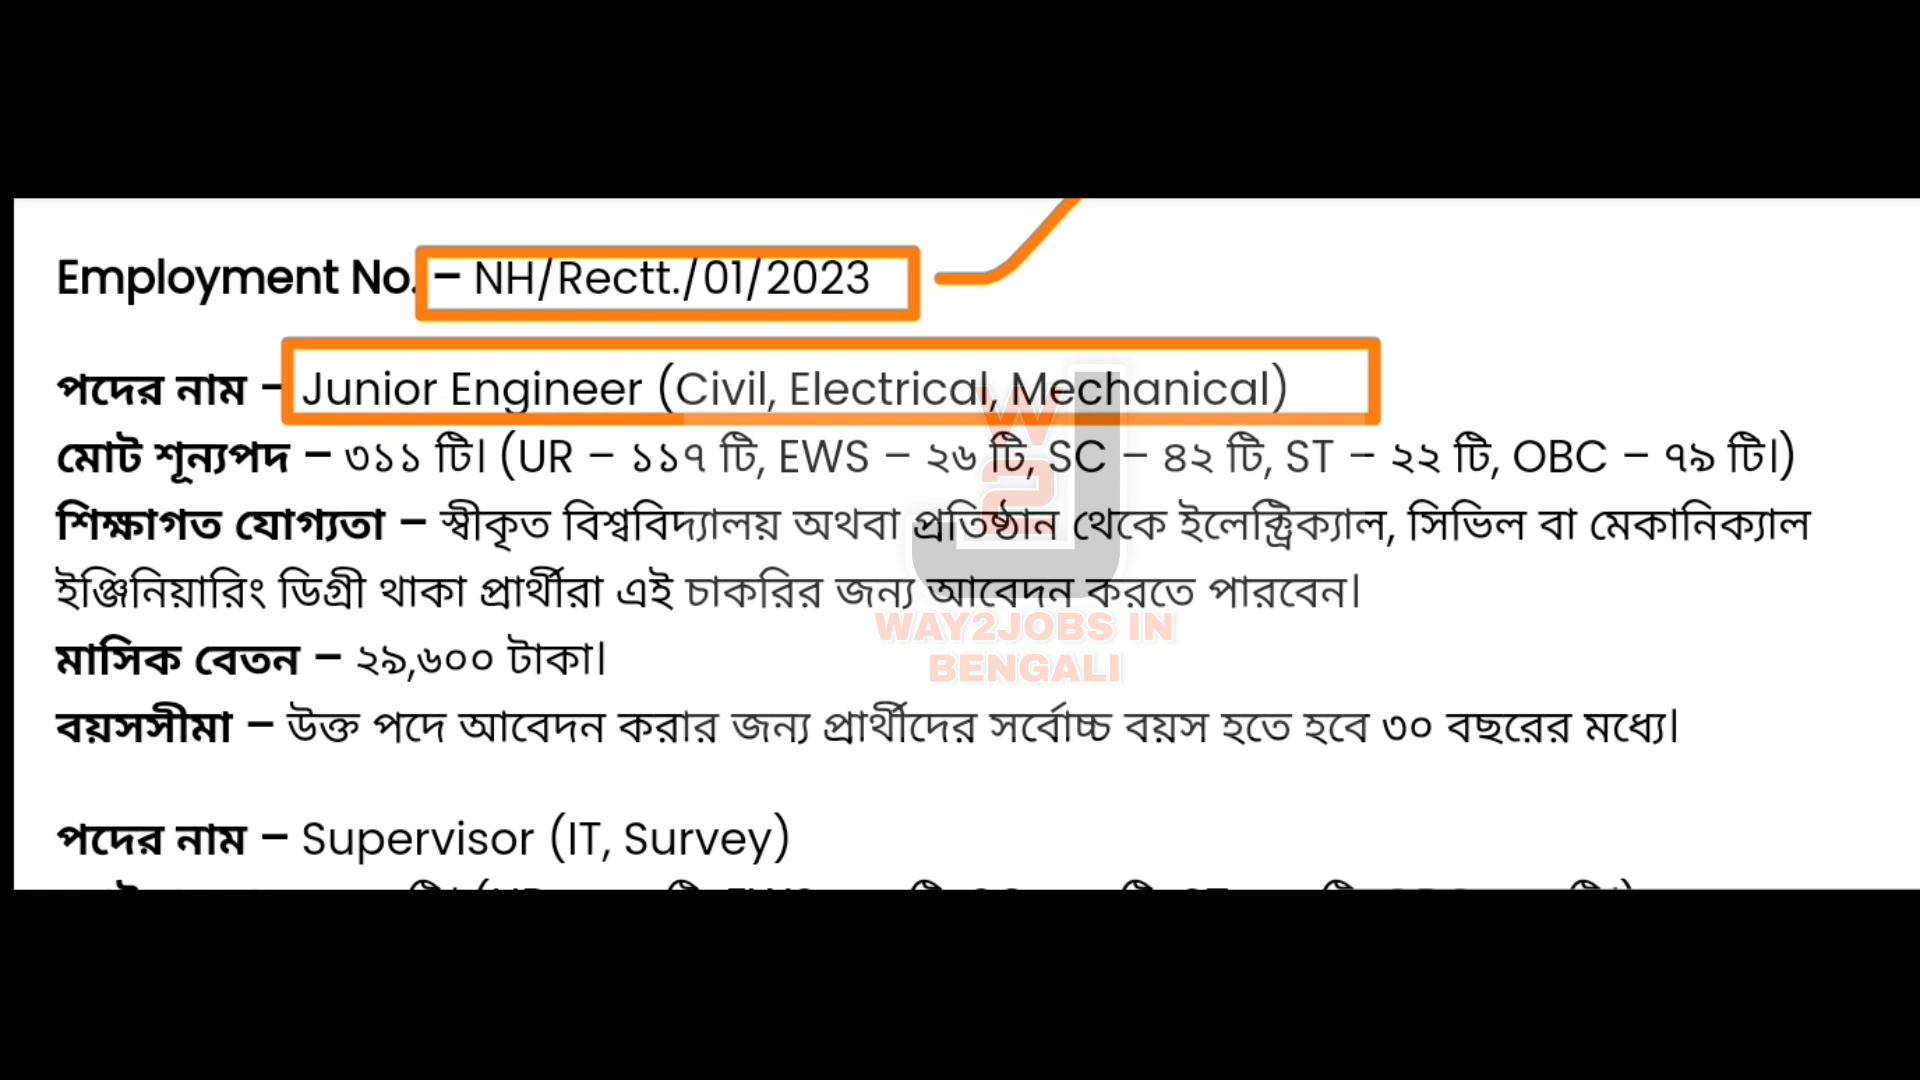 Employment No. – NH/Rectt./01/2023
পদের নাম – Junior Engineer (Civil, Electrical, Mechanical)
মোট শূন্যপদ – ৩১১ টি। (UR – ১১৭ টি, EWS – ২৬ টি, SC – ৪২ টি, ST – ২২ টি, OBC – ৭৯ টি।)
শিক্ষাগত যোগ্যতা – স্বীকৃত বিশ্ববিদ্যালয় অথবা প্রতিষ্ঠান থেকে ইলেক্ট্রিক্যাল, সিভিল বা মেকানিক্যাল
ইঞ্জিনিয়ারিং ডিগ্রী থাকা প্রার্থীরা এই চাকরির জন্য আবেদন করতে পারবেন।
মাসিক বেতন – ২৯,৬০০ টাকা।
বয়সসীমা – উক্ত পদে আবেদন করার জন্য প্রার্থীদের সর্বোচ্চ বয়স হতে হবে ৩০ বছরের মধ্যে।
পদের নাম – Supervisor (IT, Survey)
W2J
WAY2JOBS IN
BENGALI